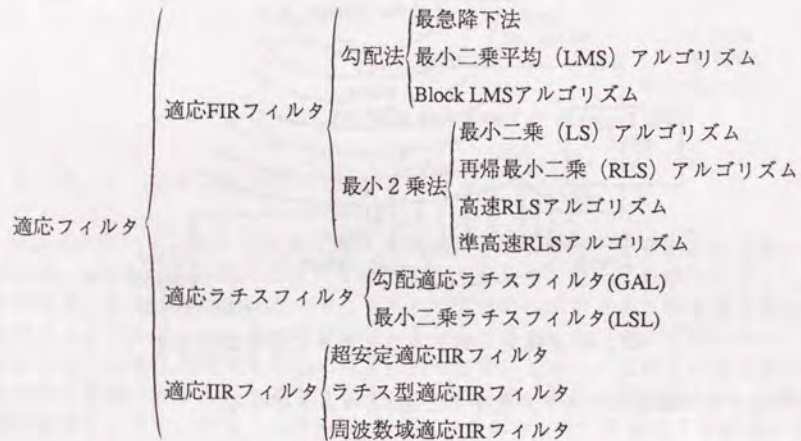 適応フィルタ
適応FIRフィルタ
勾配法
最急降下法
最小二乗平均(LMS)アルゴリズム
Block LMSアルゴリズム
最小2乗法
最小二乗(LS)アルゴリズム
再帰最小二乗(RLS)アルゴリズム
高速RLSアルゴリズム
準高速RLSアルゴリズム
適応ラチスフィルタ
勾配適応ラチスフィルタ(GAL)
最小二乗ラチスフィルタ(LSL)
適応IIRフィルタ
超安定適応IIRフィルタ
ラチス型適応IIRフィルタ
周波数域適応IIRフィルタ